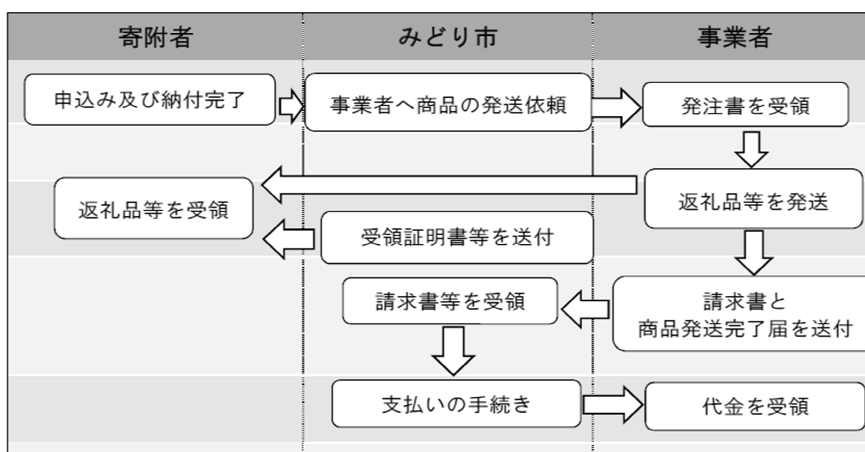 寄附者
みどり市
事業者
申込み及び納付完了
事業者へ商品の発送依頼
発注書を受領
返礼品等を受領
返礼品等を発送
受領証明書等を送付
請求書等を受領
請求書と
商品発送完了届を送付
支払いの手続き
代金を受領